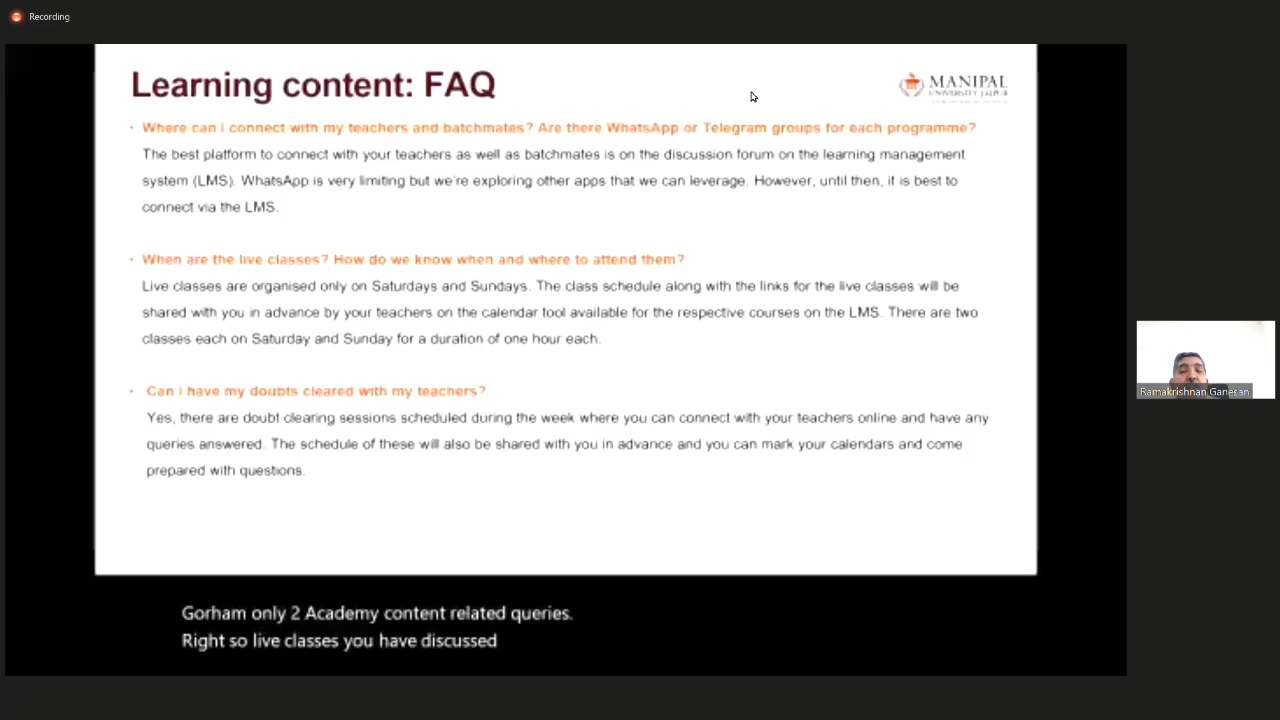 Recording
Learning content: FAQ
MANIPAL
UNIVERSITY JAIPUR
• Where can I connect with my teachers and batchmates? Are there WhatsApp or Telegram groups for each programme?
The best platform to connect with your teachers as well as batchmates is on the discussion forum on the learning management
system (LMS). WhatsApp is very limiting but we're exploring other apps that we can leverage. However, until then, it is best to
connect via the LMS.
• When are the live classes? How do we know when and where to attend them?
Live classes are organised only on Saturdays and Sundays. The class schedule along with the links for the live classes will be
shared with you in advance by your teachers on the calendar tool available for the respective courses on the LMS. There are two
classes each on Saturday and Sunday for a duration of one hour each.
• Can I have my doubts cleared with my teachers?
Yes, there are doubt clearing sessions scheduled during the week where you can connect with your teachers online and have any
queries answered. The schedule of these will also be shared with you in advance and you can mark your calendars and come
prepared with questions.
Ramakrishnan Ganesan
Gorham only 2 Academy content related queries.
Right so live classes you have discussed